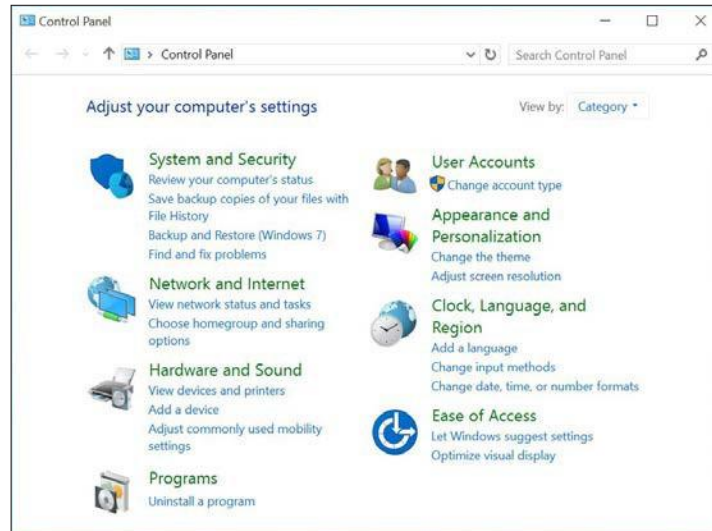 Control Panel
Control Panel
Search Control Panel
Adjust your computer's settings
View by: Category
System and Security
Review your computer's status
Save backup copies of your files with
File History
Backup and Restore (Windows 7)
Find and fix problems
Network and Internet
View network status and tasks
Choose homegroup and sharing
options
Hardware and Sound
View devices and printers
Add a device
Adjust commonly used mobility
settings
Programs
Uninstall a program
User Accounts
Change account type
Appearance and
Personalization
Change the theme
Adjust screen resolution
Clock, Language, and
Region
Add a language
Change input methods
Change date, time, or number formats
Ease of Access
Let Windows suggest settings
Optimize visual display